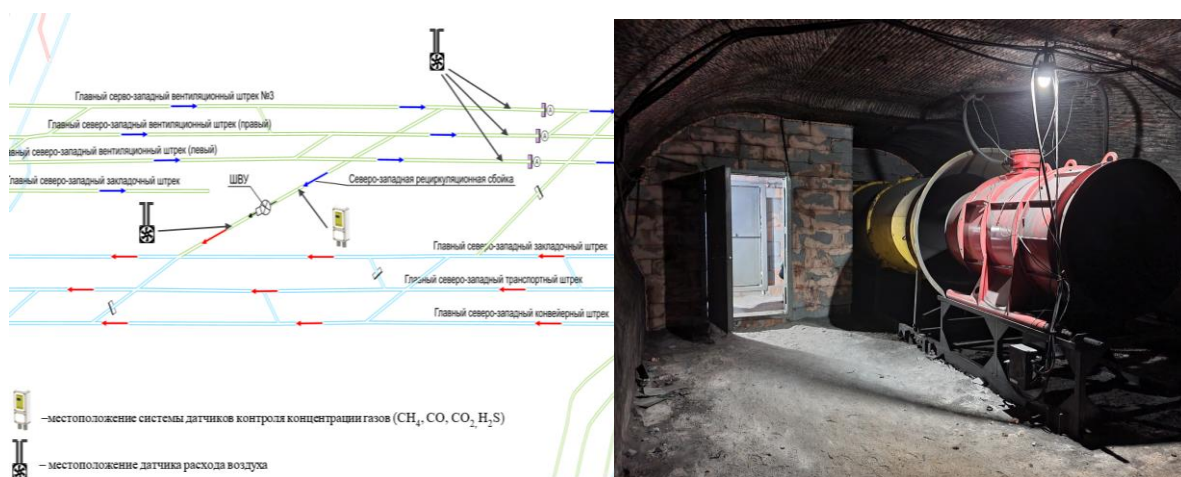 Главный серво-западный вентиляционный штрек №3
Главный северо-западный вентиляционный штрек (правый)
Главный северо-западный вентиляционный штрек (левый)
Главный северо-западный закладочный штрек
ШВУ
Северо-западная рециркуляционная сбойка
Главный северо-западный закладочный штрек
Главный северо-западный транспортный штрек
Главный северо-западный конвейерный штрек
–местоположение системы датчиков контроля концентрации газов (CH₄, CO, CO₂, H₂S)
– местоположение датчика расхода воздуха